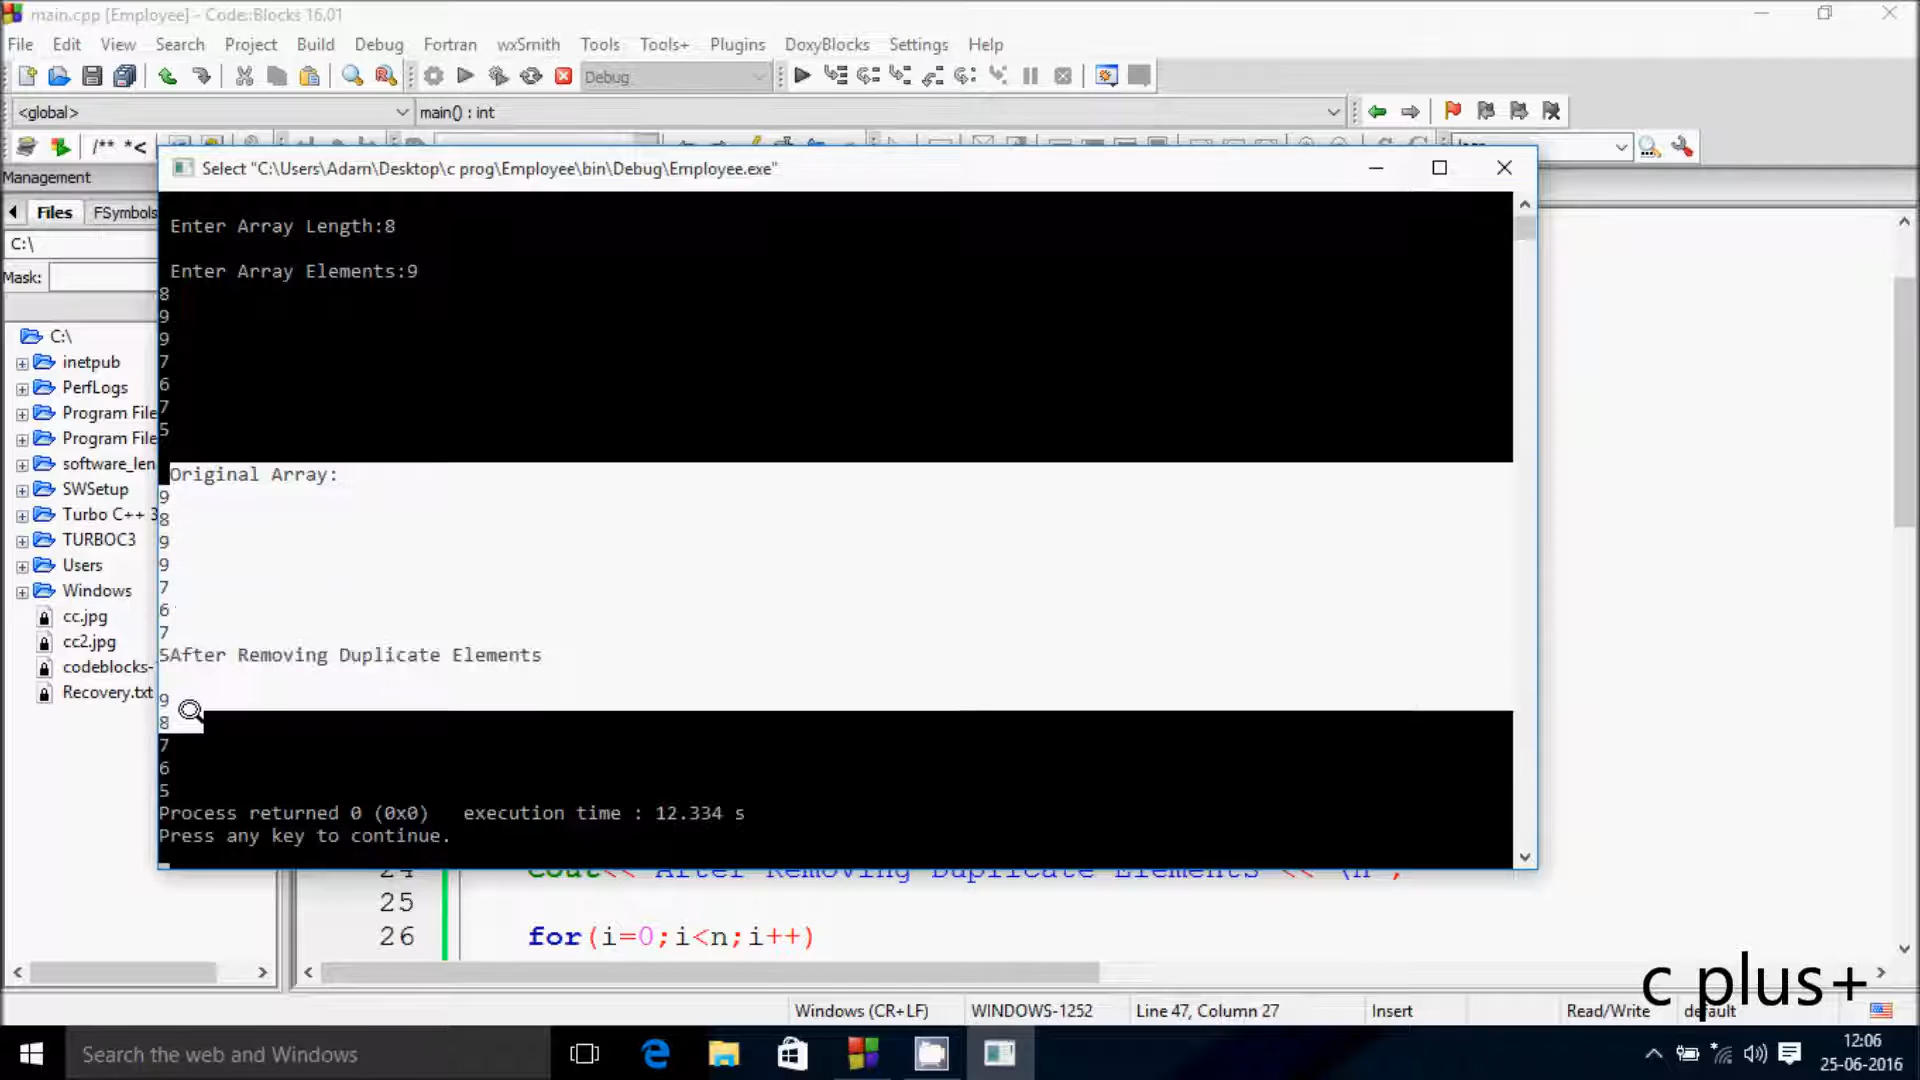 main.cpp [Employee] - Code::Blocks 16.01
File Edit View Search Project Build Debug Fortran wxSmith Tools Tools+ Plugins DoxyBlocks Settings Help
Debug
<global> main() : int
/** *<
Select "C:\Users\Adam\Desktop\c prog\Employee\bin\Debug\Employee.exe"
Management
Files FSymbols
C:\
Mask:
C:\
inetpub
PerfLogs
Program File
Program File
software_len
SWSetup
Turbo C++ 3
TURBOC3
Users
Windows
cc.jpg
cc2.jpg
codeblocks-
Recovery.txt
Enter Array Length:8
Enter Array Elements:9
8
9
9
7
6
7
5
Original Array:
9
8
9
9
7
6
7
5After Removing Duplicate Elements
9
8
7
6
5
Process returned 0 (0x0)   execution time : 12.334 s
Press any key to continue.
24 cout<< "After Removing Duplicate Elements" << "\n";
25
26 for(i=0;i<n;i++)
c plus+
Windows (CR+LF) WINDOWS-1252 Line 47, Column 27 Insert Read/Write default
Search the web and Windows
12:06
25-06-2016